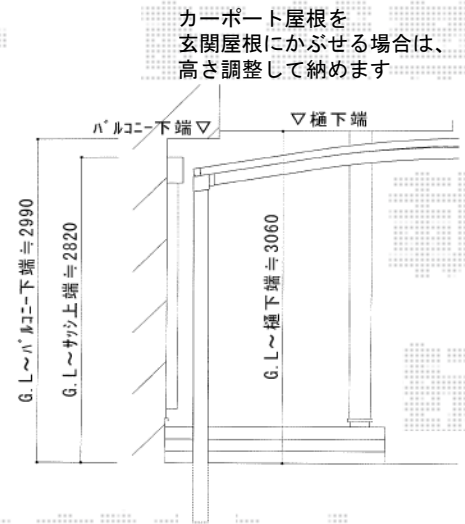 カーポート屋根を
玄関屋根にかぶせる場合は、
高さ調整して納めます
バルコニー下端▽
▽樋下端
G.L～バルコニー下端≒2990
G.L～サッシ上端≒2820
G.L～樋下端≒3060